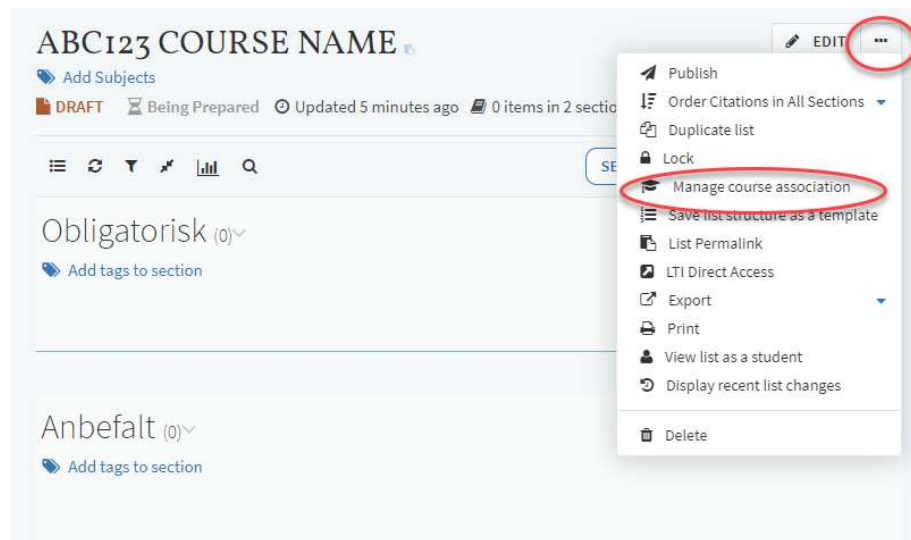 ABC123 COURSE NAME
EDIT
Add Subjects
DRAFT Being Prepared Updated 5 minutes ago 0 items in 2 sectio
SE
Obligatorisk (0)
Add tags to section
Anbefalt (0)
Add tags to section
Publish
Order Citations in All Sections
Duplicate list
Lock
Manage course association
Save list structure as a template
List Permalink
LTI Direct Access
Export
Print
View list as a student
Display recent list changes
Delete